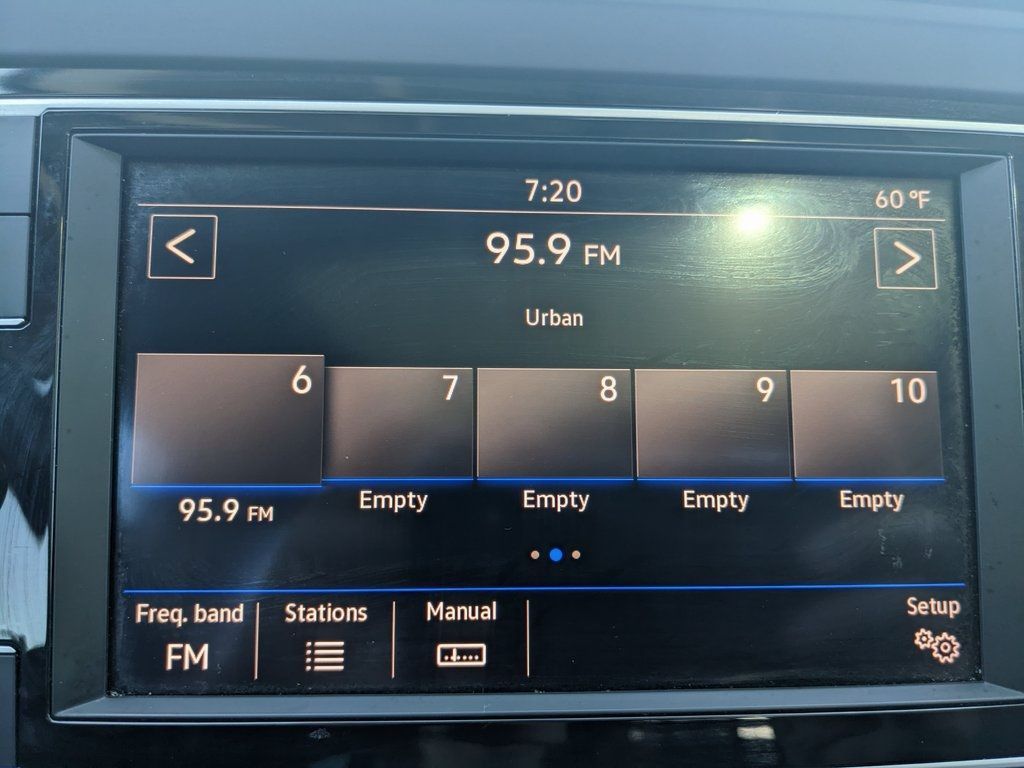 7:20
60 °F
<
95.9 FM
>
Urban
6
7
8
9
10
95.9 FM
Empty
Empty
Empty
Empty
Freq. band
Stations
Manual
Setup
FM